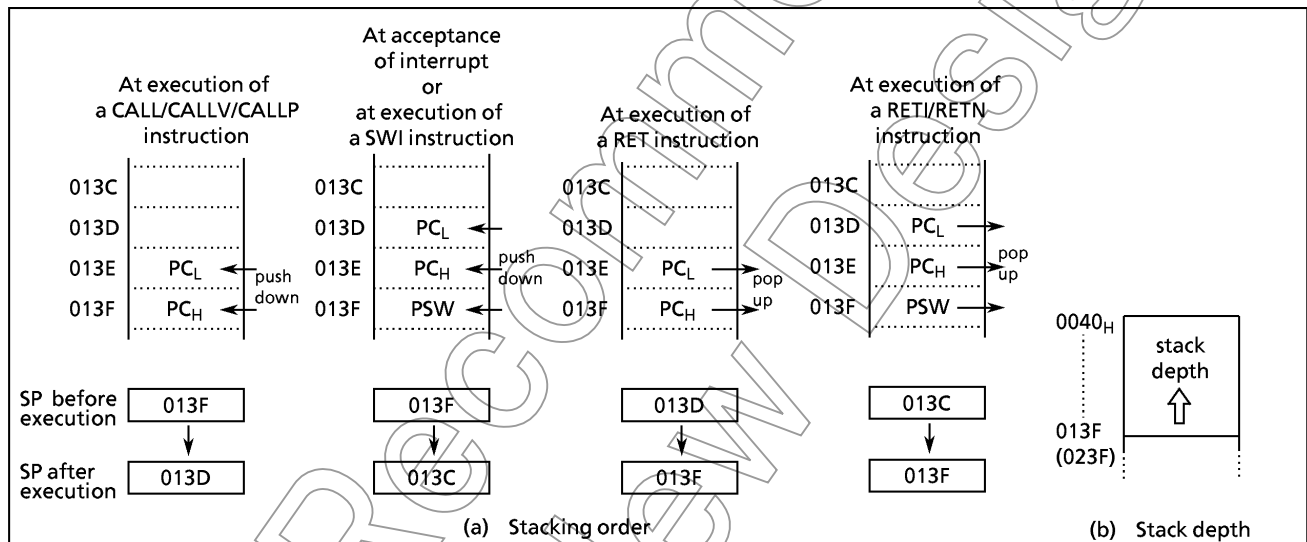 At execution of
a CALL/CALLV/CALLP
instruction
013C
013D
013E PCL push
013F PCH down
At acceptance
of interrupt
or
at execution of
a SWI instruction
013C
013D PCL
013E PCH push
013F PSW down
At execution of
a RET instruction
013C
013D
013E PCL pop
013F PCH up
At execution of
a RETI/RETN
instruction
013C
013D PCL
013E PCH pop
013F PSW up
SP before
execution
013F 013F 013D 013C
SP after
execution
013D 013C 013F 013F
(a) Stacking order
0040H
stack
depth
013F
(023F)
(b) Stack depth
Recomme
Desig
ew